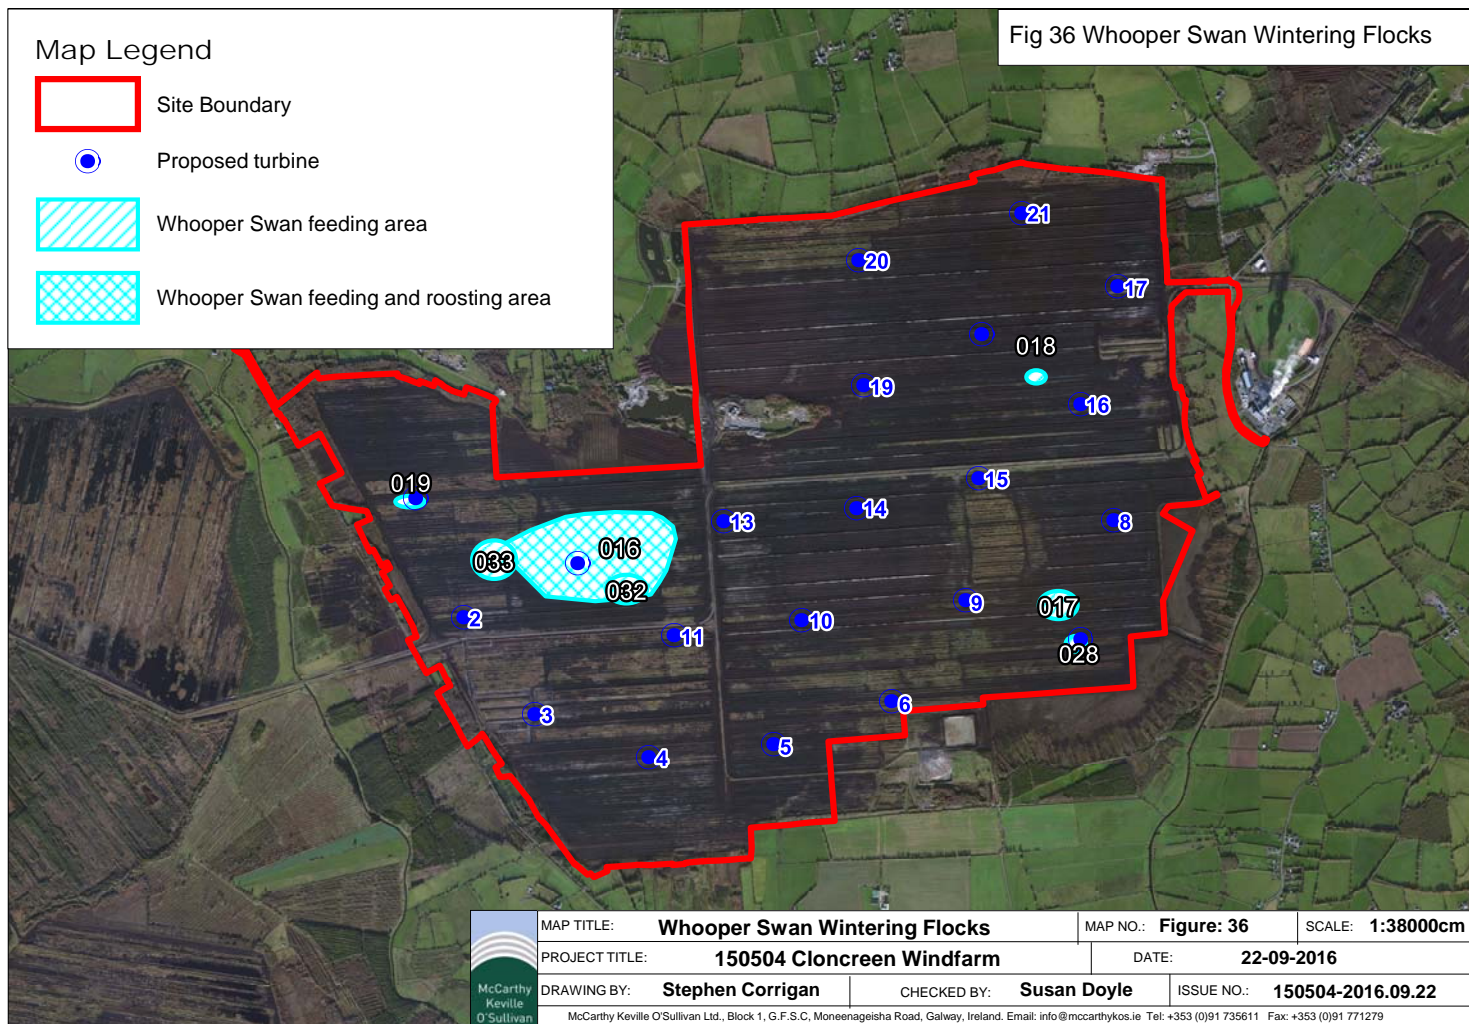 Map Legend
Site Boundary
Proposed turbine
Whooper Swan feeding area
Whooper Swan feeding and roosting area
Fig 36 Whooper Swan Wintering Flocks
21
20
17
018
19
16
019
15
14
13
8
016
033
032
2
9
017
10
11
028
6
3
5
4
McCarthy
Keville
O'Sullivan
MAP TITLE: Whooper Swan Wintering Flocks
MAP NO.: Figure: 36
SCALE: 1:38000cm
PROJECT TITLE: 150504 Cloncreen Windfarm
DATE: 22-09-2016
DRAWING BY: Stephen Corrigan
CHECKED BY: Susan Doyle
ISSUE NO.: 150504-2016.09.22
McCarthy Keville O'Sullivan Ltd., Block 1, G.F.S.C, Moneenageisha Road, Galway, Ireland. Email: info@mccarthykos.ie Tel: +353 (0)91 735611 Fax: +353 (0)91 771279